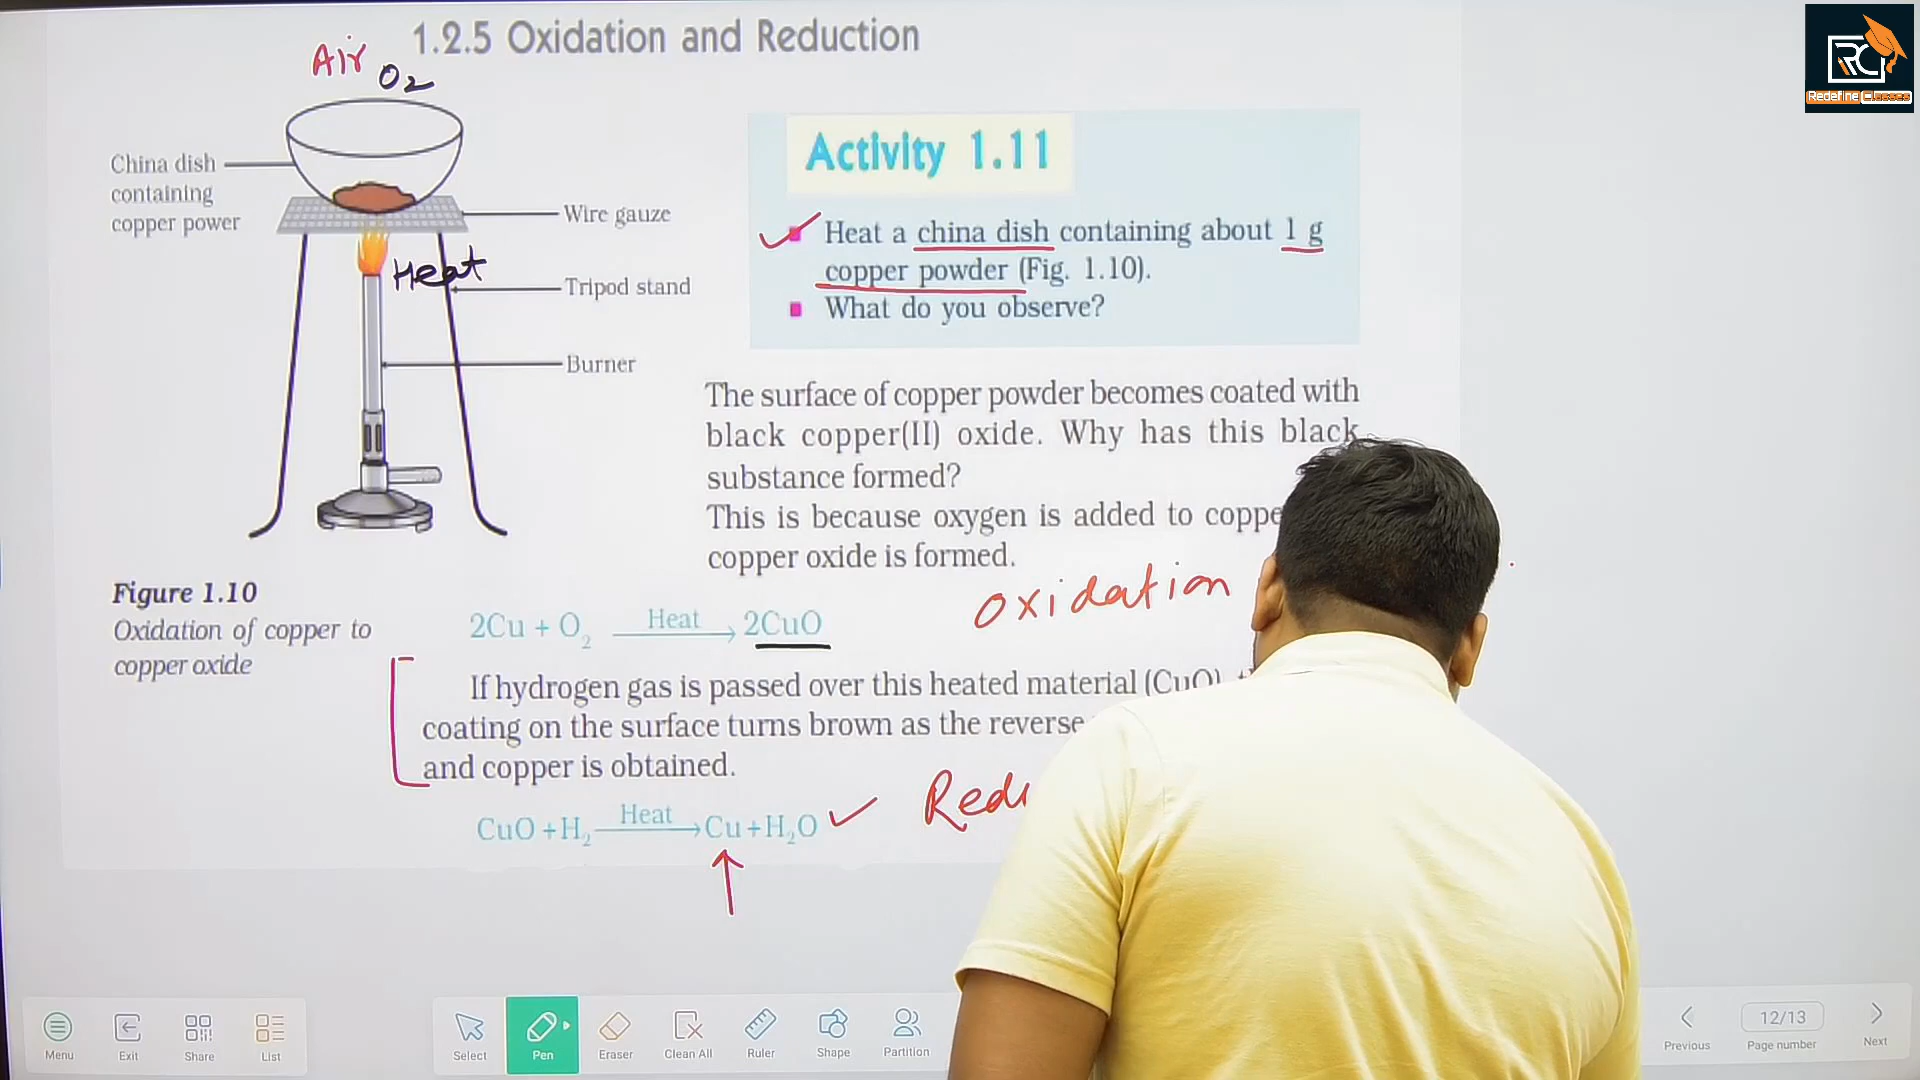 1.2.5 Oxidation and Reduction
Air O2
China dish
containing
copper power
Wire gauze
Heat
Tripod stand
Burner
Figure 1.10
Oxidation of copper to
copper oxide
Activity 1.11
Heat a china dish containing about 1 g
copper powder (Fig. 1.10).
What do you observe?
The surface of copper powder becomes coated with
black copper(II) oxide. Why has this black
substance formed?
This is because oxygen is added to
copper oxide is formed.
Oxidation
2Cu + O2 Heat 2CuO
If hydrogen gas is passed over this heated material (CuO),
coating on the surface turns brown as the reverse
and copper is obtained.
CuO +H2 Heat Cu+H2O
RC
Redefine Classes
Menu
Exit
Share
List
Select
Pen
Eraser
Clean All
Ruler
Shape
Partition
Previous
12/13
Page number
Next